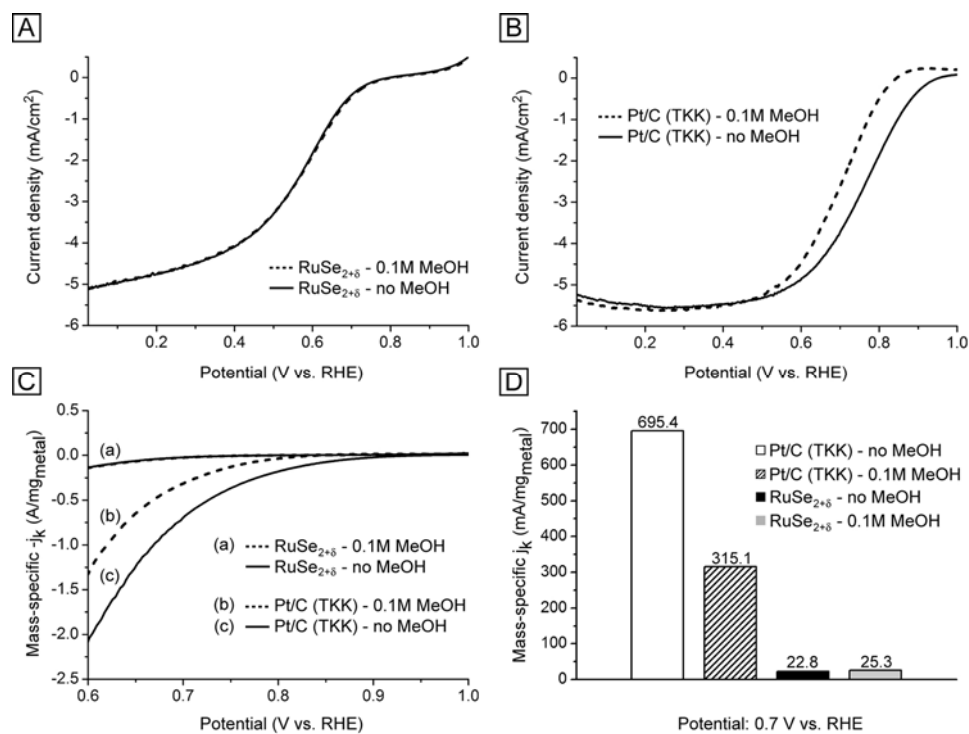 A
0
-1
-2
-3
-4
-5
-6
Current density (mA/cm²)
RuSe₂₊δ - 0.1M MeOH
RuSe₂₊δ - no MeOH
0.2 0.4 0.6 0.8 1.0
Potential (V vs. RHE)
B
0
-1
-2
-3
-4
-5
-6
Current density (mA/cm²)
Pt/C (TKK) - 0.1M MeOH
Pt/C (TKK) - no MeOH
0.2 0.4 0.6 0.8 1.0
Potential (V vs. RHE)
C
0.5
0.0
-0.5
-1.0
-1.5
-2.0
-2.5
Mass-specific -jₖ (A/mg_metal)
(a)
(b)
(c)
(a) RuSe₂₊δ - 0.1M MeOH
RuSe₂₊δ - no MeOH
(b) Pt/C (TKK) - 0.1M MeOH
(c) Pt/C (TKK) - no MeOH
0.6 0.7 0.8 0.9 1.0
Potential (V vs. RHE)
D
700
600
500
400
300
200
100
0
Mass-specific jₖ (mA/mg_metal)
695.4
315.1
22.8
25.3
Pt/C (TKK) - no MeOH
Pt/C (TKK) - 0.1M MeOH
RuSe₂₊δ - no MeOH
RuSe₂₊δ - 0.1M MeOH
Potential: 0.7 V vs. RHE